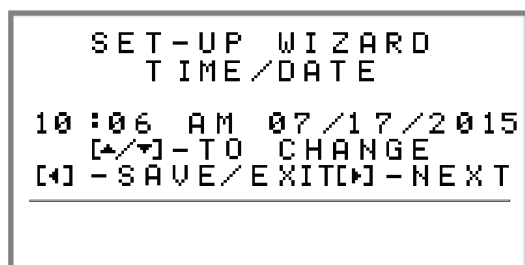 SET-UP WIZARD
TIME/DATE
10:06 AM 07/17/2015
[▲/▼]-TO CHANGE
[◀]-SAVE/EXIT[▶]-NEXT